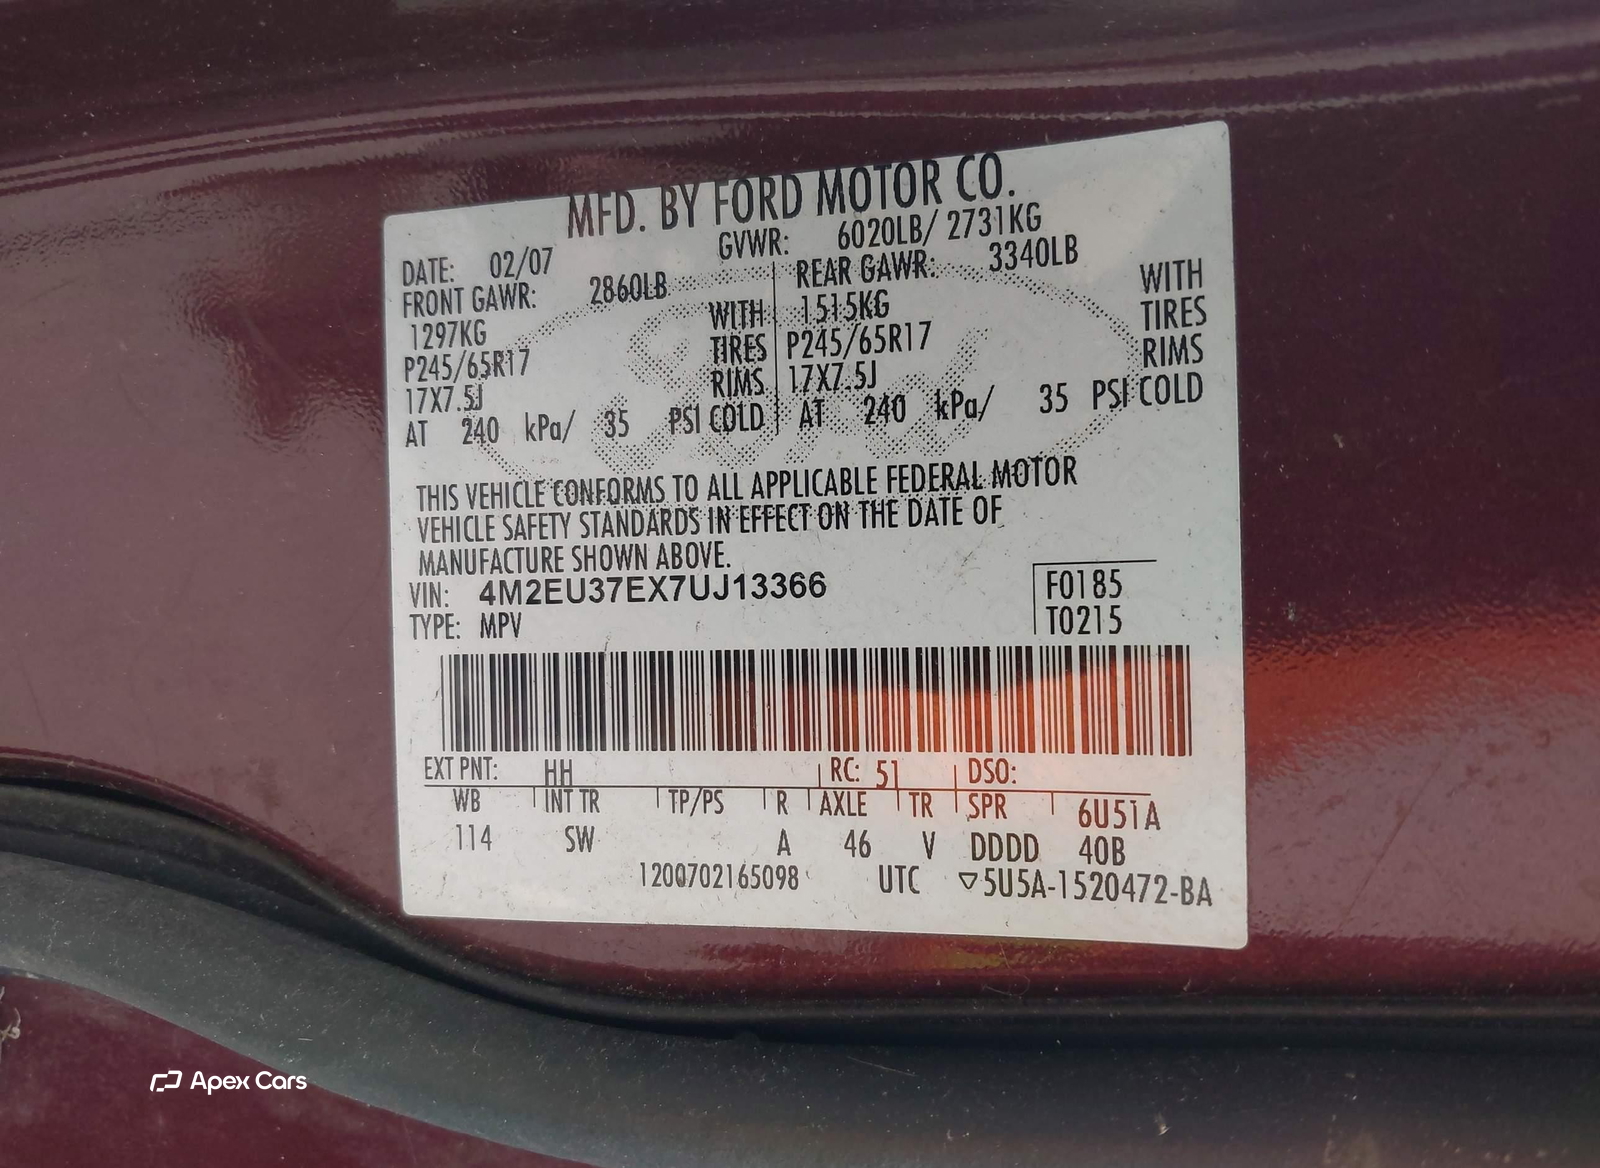 MFD. BY FORD MOTOR CO.
DATE: 02/07 GVWR: 6020LB/ 2731KG
FRONT GAWR: 2860LB REAR GAWR: 3340LB
1297KG WITH 1515KG WITH
P245/65R17 TIRES P245/65R17 TIRES
17X7.5J RIMS 17X7.5J RIMS
AT 240 kPa/ 35 PSI COLD AT 240 kPa/ 35 PSI COLD
THIS VEHICLE CONFORMS TO ALL APPLICABLE FEDERAL MOTOR
VEHICLE SAFETY STANDARDS IN EFFECT ON THE DATE OF
MANUFACTURE SHOWN ABOVE.
VIN: 4M2EU37EX7UJ13366 F0185
TYPE: MPV T0215
EXT PNT: HH RC: 51 DSO:
WB INT TR TP/PS R AXLE TR SPR 6U51A
114 SW A 46 V DDDD 40B
1200702165098 UTC ▽5U5A-1520472-BA
Apex Cars